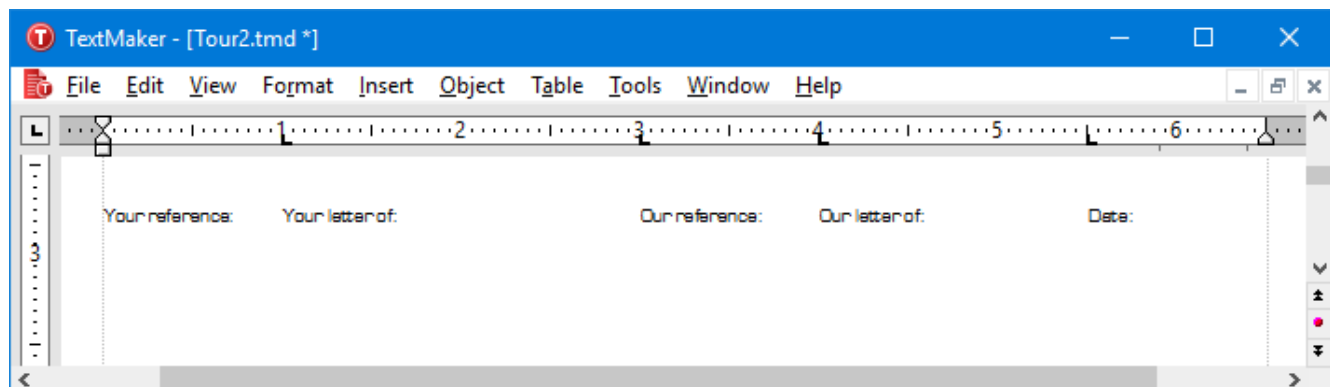 TextMaker - [Tour2.tmd *]
File Edit View Format Insert Object Table Tools Window Help
1 2 3 4 5 6
Your reference: Your letter of: Our reference: Our letter of: Date:
3